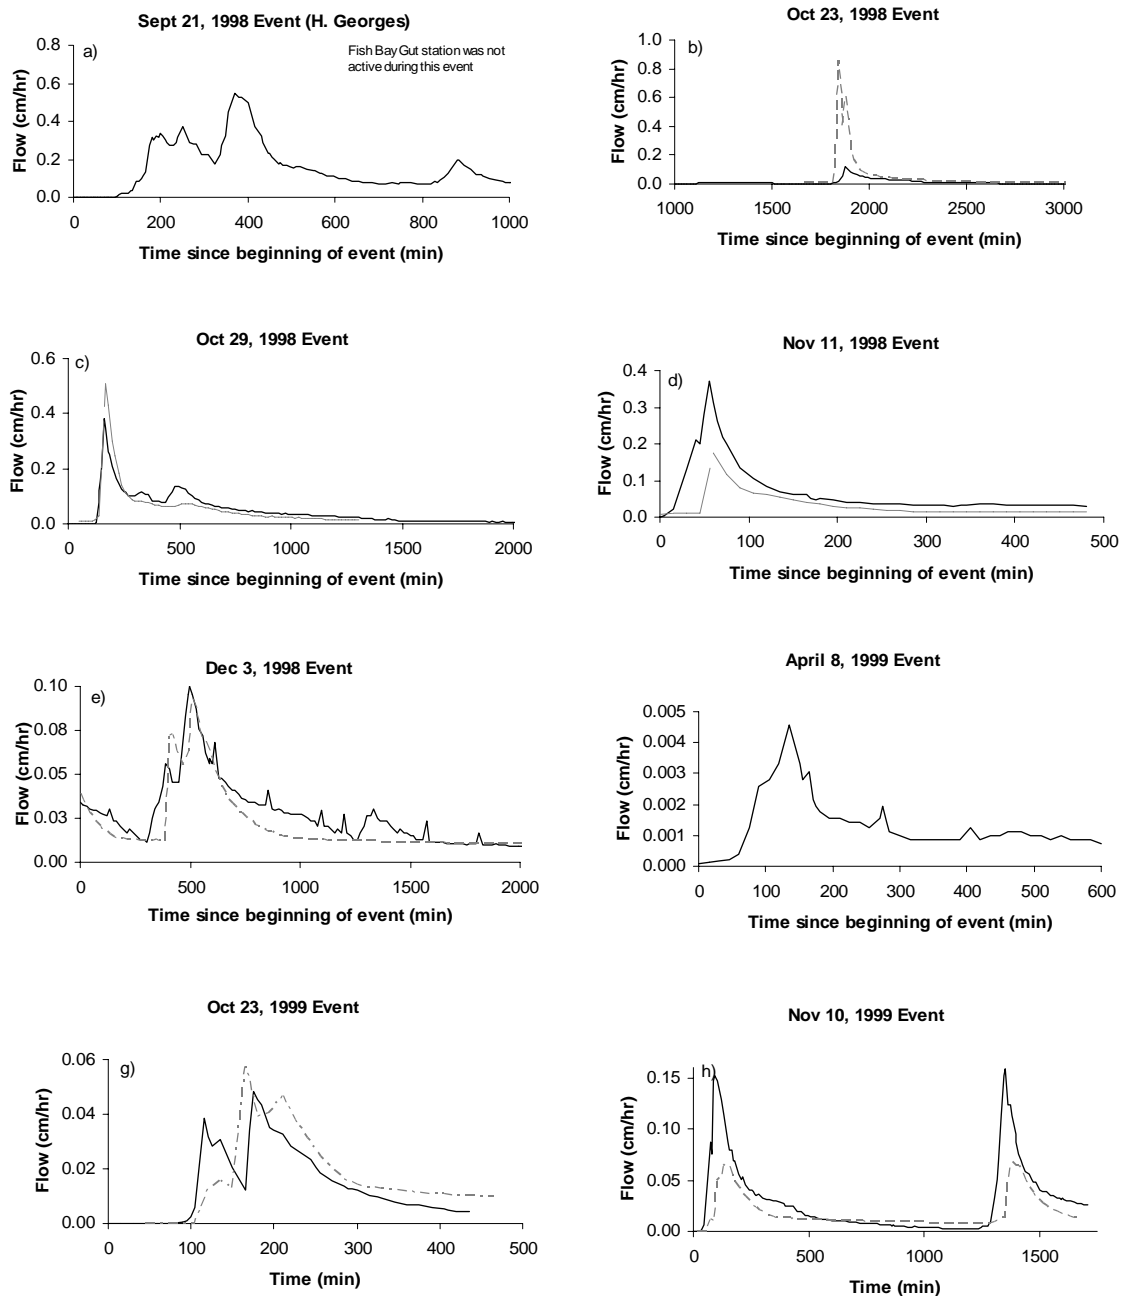 Sept 21, 1998 Event (H. Georges)
a)
Fish Bay Gut station was not
active during this event
0.8
0.6
0.4
0.2
0.0
Flow (cm/hr)
0 200 400 600 800 1000
Time since beginning of event (min)
Oct 23, 1998 Event
b)
1.0
0.8
0.6
0.4
0.2
0.0
Flow (cm/hr)
1000 1500 2000 2500 3000
Time since beginning of event (min)
Oct 29, 1998 Event
c)
0.6
0.4
0.2
0.0
Flow (cm/hr)
0 500 1000 1500 2000
Time since beginning of event (min)
Nov 11, 1998 Event
d)
0.4
0.3
0.2
0.1
0.0
Flow (cm/hr)
0 100 200 300 400 500
Time since beginning of event (min)
Dec 3, 1998 Event
e)
0.10
0.08
0.05
0.03
0.00
Flow (cm/hr)
0 500 1000 1500 2000
Time since beginning of event (min)
April 8, 1999 Event
0.005
0.004
0.003
0.002
0.001
0.000
Flow (cm/hr)
0 100 200 300 400 500 600
Time since beginning of event (min)
Oct 23, 1999 Event
g)
0.06
0.04
0.02
0.00
Flow (cm/hr)
0 100 200 300 400 500
Time (min)
Nov 10, 1999 Event
h)
0.15
0.10
0.05
0.00
Flow (cm/hr)
0 500 1000 1500
Time (min)